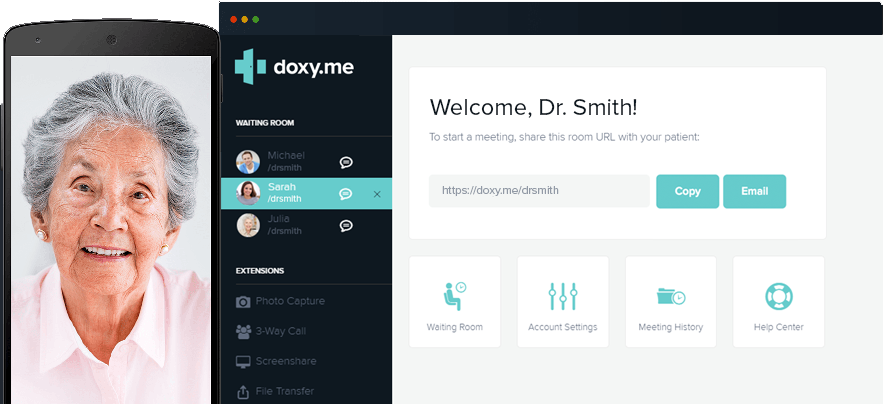 doxy.me
WAITING ROOM
Michael
/drsmith
Sarah
/drsmith
Julia
/drsmith
EXTENSIONS
Photo Capture
3-Way Call
Screenshare
File Transfer
Welcome, Dr. Smith!
To start a meeting, share this room URL with your patient:
https://doxy.me/drsmith
Copy
Email
Waiting Room
Account Settings
Meeting History
Help Center